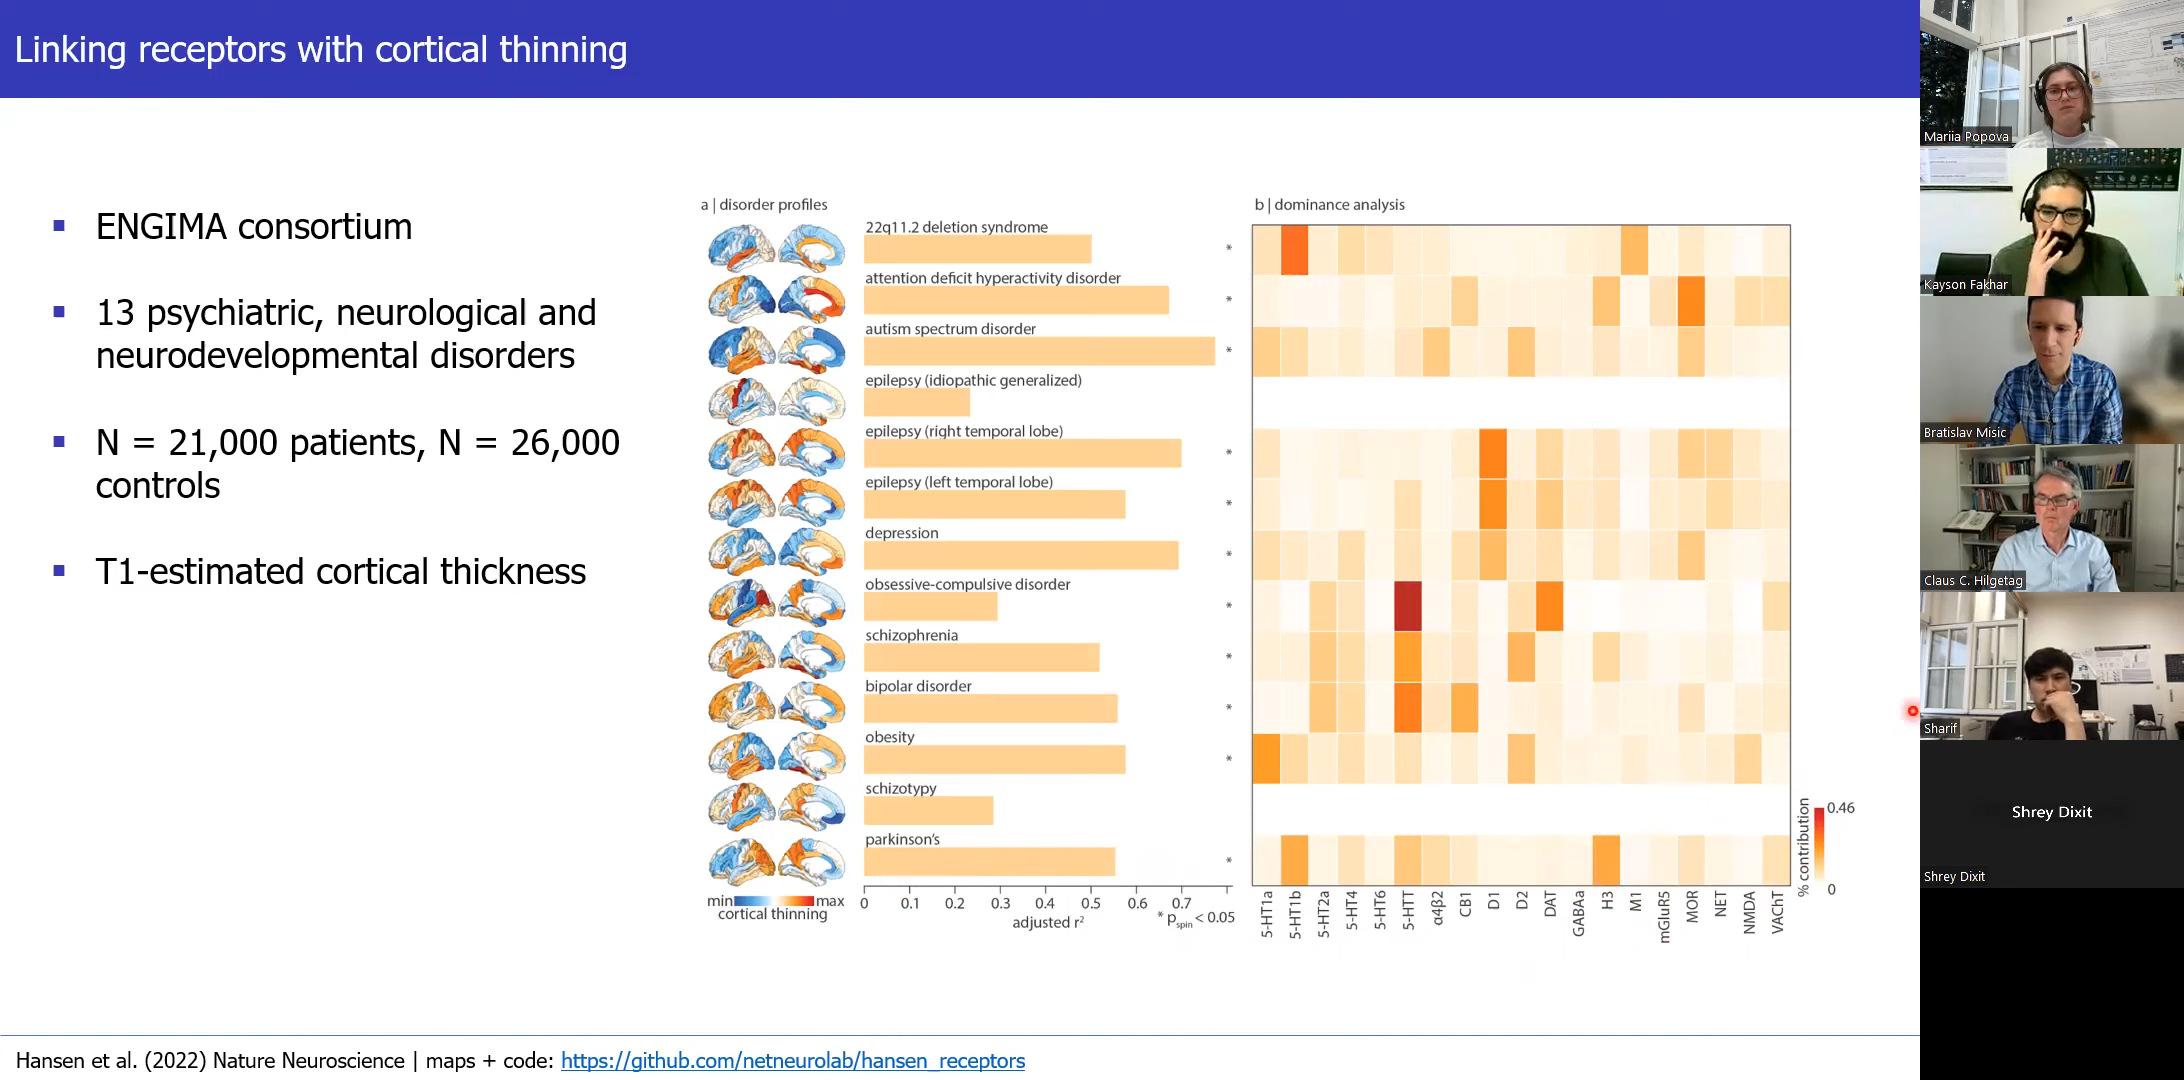 Linking receptors with cortical thinning
ENGIMA consortium
13 psychiatric, neurological and
neurodevelopmental disorders
N = 21,000 patients, N = 26,000
controls
T1-estimated cortical thickness
a | disorder profiles
22q11.2 deletion syndrome
*
attention deficit hyperactivity disorder
*
autism spectrum disorder
*
epilepsy (idiopathic generalized)
epilepsy (right temporal lobe)
*
epilepsy (left temporal lobe)
*
depression
*
obsessive-compulsive disorder
*
schizophrenia
*
bipolar disorder
*
obesity
*
schizotypy
parkinson's
*
min max
cortical thinning
0 0.1 0.2 0.3 0.4 0.5 0.6 0.7
adjusted r²
* pspin < 0.05
b | dominance analysis
5-HT1a
5-HT1b
5-HT2a
5-HT4
5-HT6
5-HTT
α4β2
CB1
D1
D2
DAT
GABAa
H3
M1
mGluR5
MOR
NET
NMDA
VAChT
% contribution
0.46
0
Hansen et al. (2022) Nature Neuroscience | maps + code: https://github.com/netneurolab/hansen_receptors
Mariia Popova
Kayson Fakhar
Bratislav Misic
Claus C. Hilgetag
Sharif
Shrey Dixit
Shrey Dixit